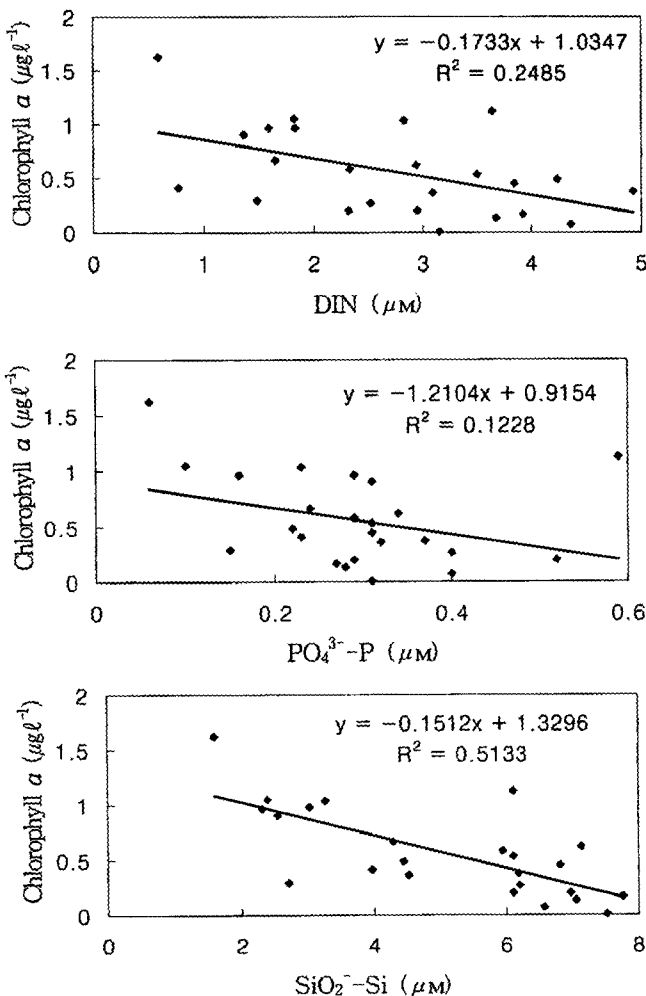 y = -0.1733x + 1.0347
R² = 0.2485
Chlorophyll a (μgℓ⁻¹)
2
1.5
1
0.5
0
0 1 2 3 4 5
DIN (μM)
y = -1.2104x + 0.9154
R² = 0.1228
Chlorophyll a (μgℓ⁻¹)
2
1.5
1
0.5
0
0 0.2 0.4 0.6
PO₄³⁻-P (μM)
y = -0.1512x + 1.3296
R² = 0.5133
Chlorophyll a (μgℓ⁻¹)
2
1.5
1
0.5
0
0 2 4 6 8
SiO₂⁻-Si (μM)